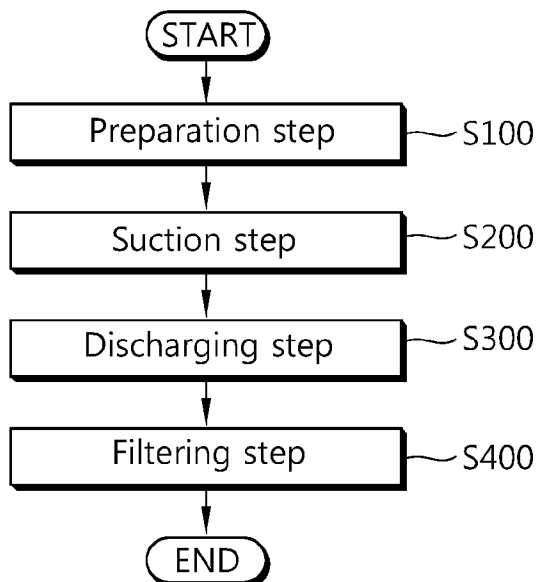 START
Preparation step S100
Suction step S200
Discharging step S300
Filtering step S400
END